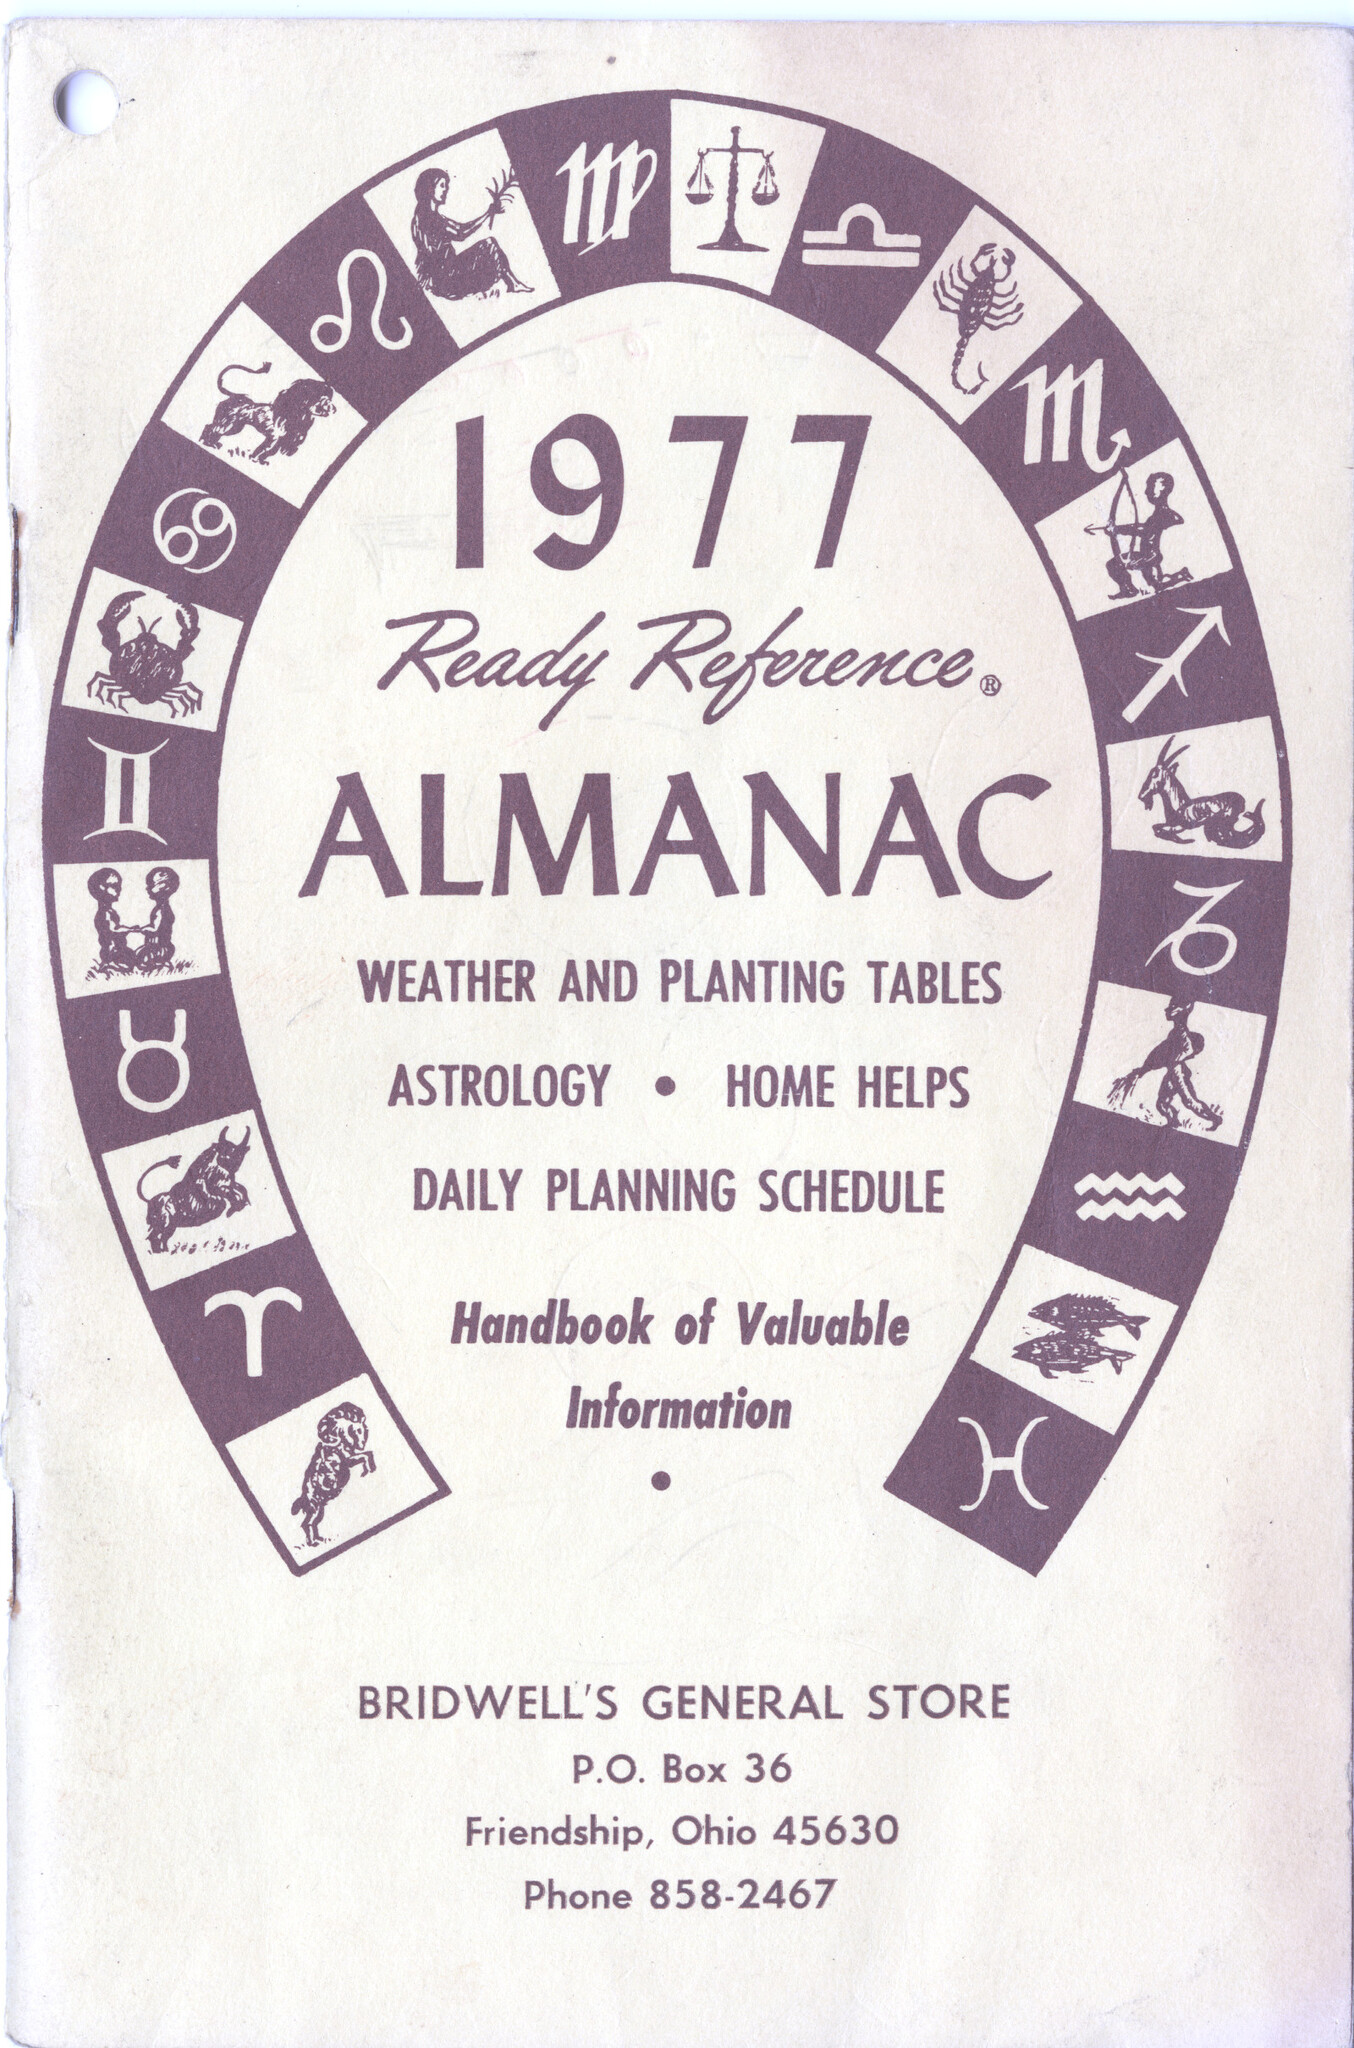 1977
Ready Reference®
ALMANAC
WEATHER AND PLANTING TABLES
ASTROLOGY • HOME HELPS
DAILY PLANNING SCHEDULE
Handbook of Valuable
Information
•
BRIDWELL'S GENERAL STORE
P.O. Box 36
Friendship, Ohio 45630
Phone 858-2467